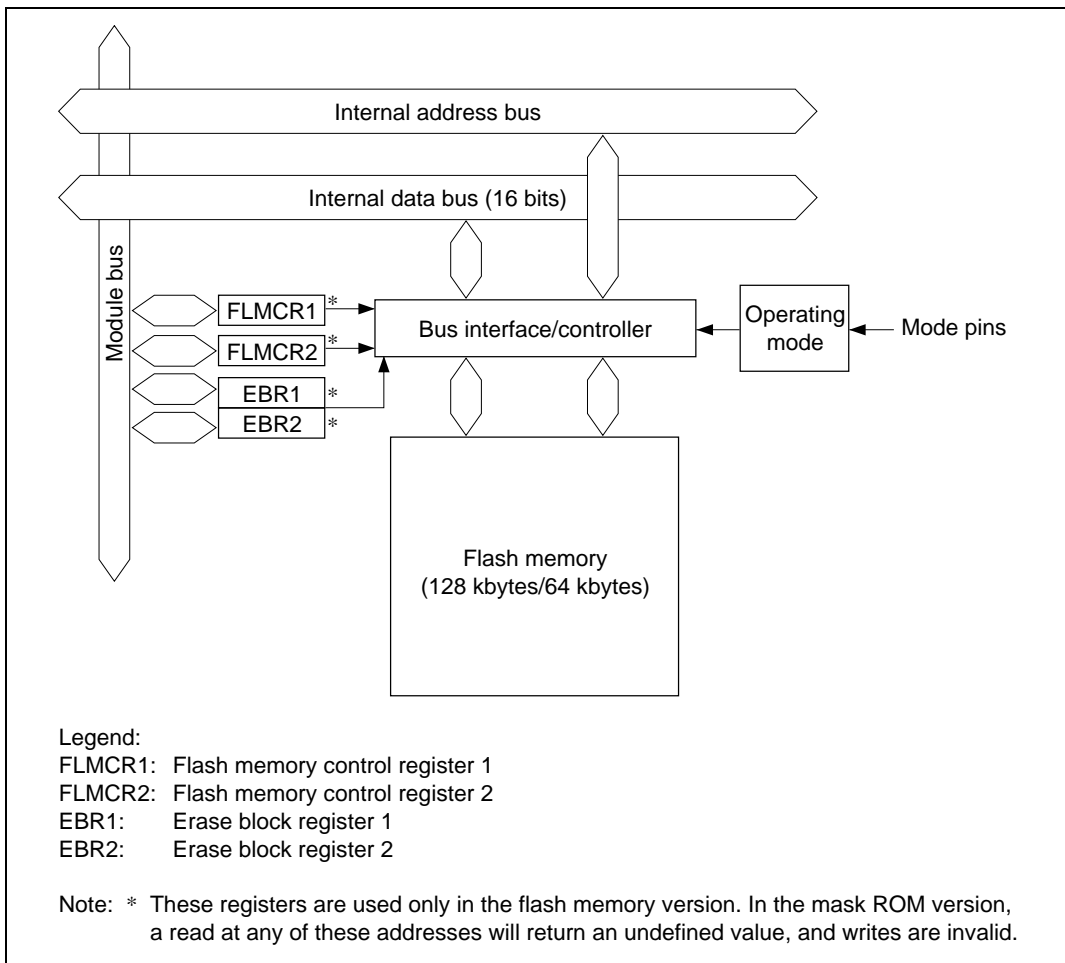 Internal address bus
Internal data bus (16 bits)
Module bus
FLMCR1 *
FLMCR2 *
EBR1 *
EBR2 *
Bus interface/controller
Operating
mode
Mode pins
Flash memory
(128 kbytes/64 kbytes)
Legend:
FLMCR1: Flash memory control register 1
FLMCR2: Flash memory control register 2
EBR1: Erase block register 1
EBR2: Erase block register 2
Note: * These registers are used only in the flash memory version. In the mask ROM version,
a read at any of these addresses will return an undefined value, and writes are invalid.